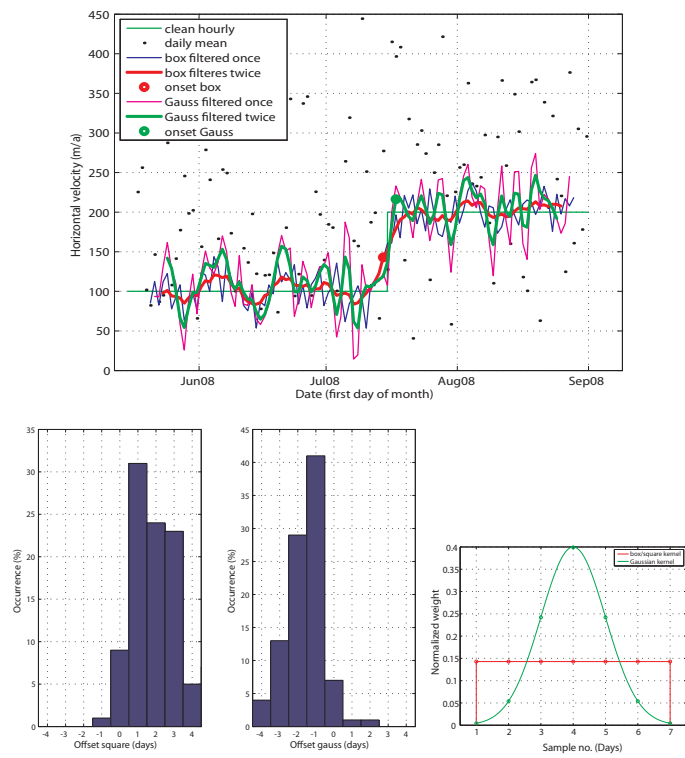 450
400
350
300
250
200
150
100
50
0
Horizontal velocity (m/a)
clean hourly
daily mean
box filtered once
box filteres twice
onset box
Gauss filtered once
Gauss filtered twice
onset Gauss
Jun08 Jul08 Aug08 Sep08
Date (first day of month)
35
30
25
20
15
10
5
0
Occurrence (%)
-4 -3 -2 -1 0 1 2 3 4
Offset square (days)
45
40
35
30
25
20
15
10
5
0
Occurrence (%)
-4 -3 -2 -1 0 1 2 3 4
Offset gauss (days)
0.4
0.35
0.3
0.25
0.2
0.15
0.1
0.05
0
Normalized weight
box/square kernel
Gaussian kernel
1 2 3 4 5 6 7
Sample no. (Days)